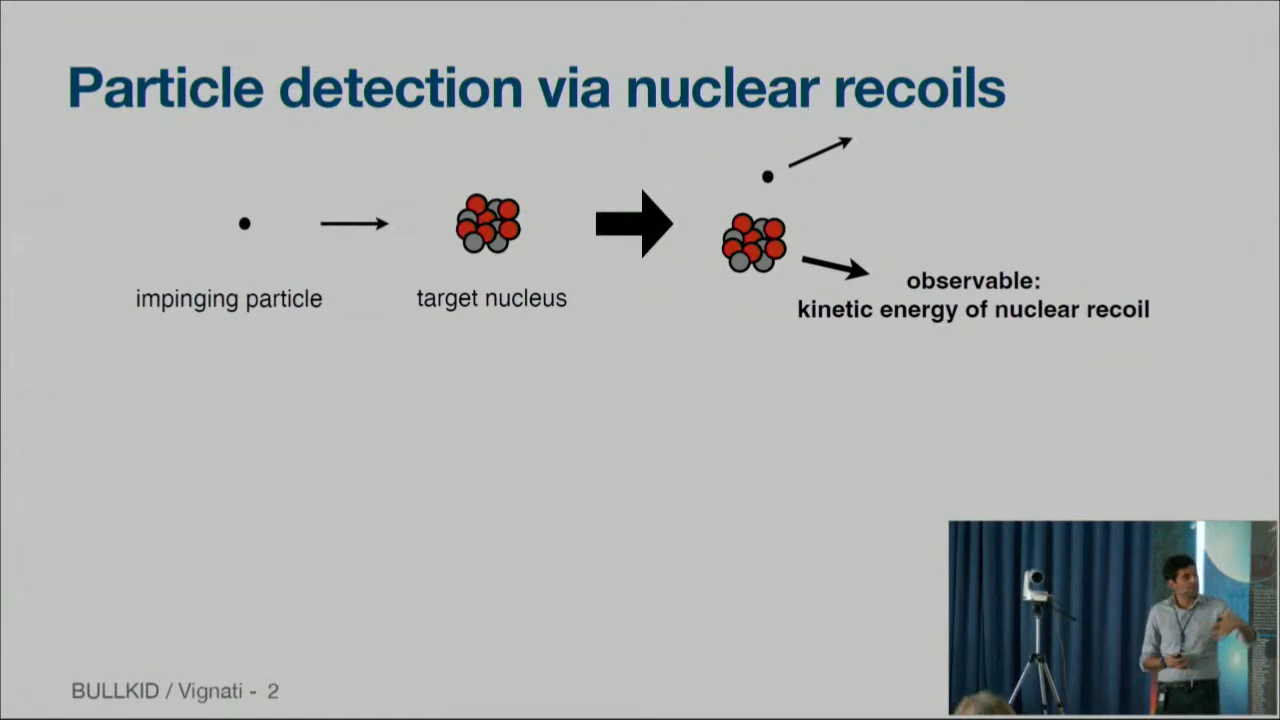 Particle detection via nuclear recoils
impinging particle
target nucleus
observable:
kinetic energy of nuclear recoil
BULLKID / Vignati - 2